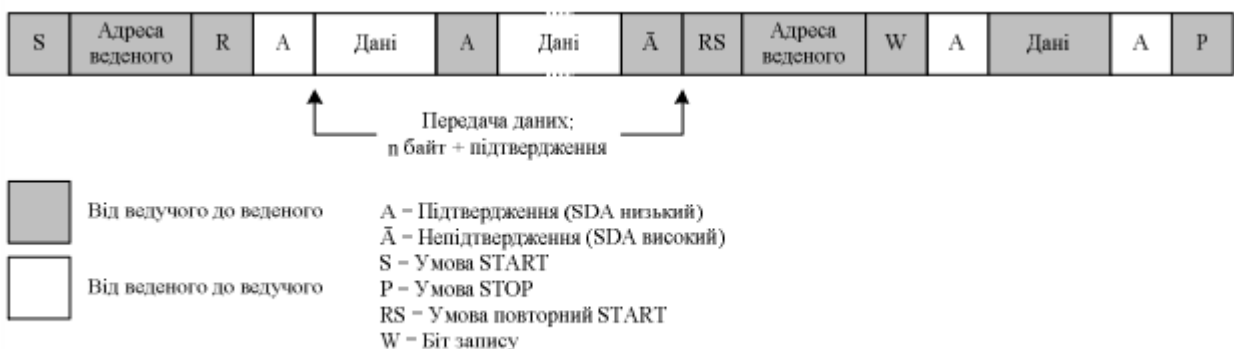 S Адреса веденого R A Дані A Дані Ā RS Адреса веденого W A Дані A P
Передача даних;
n байт + підтвердження
Від ведучого до веденого
Від веденого до ведучого
A – Підтвердження (SDA низький)
Ā – Непідтвердження (SDA високий)
S – Умова START
P – Умова STOP
RS – Умова повторний START
W – Біт запису